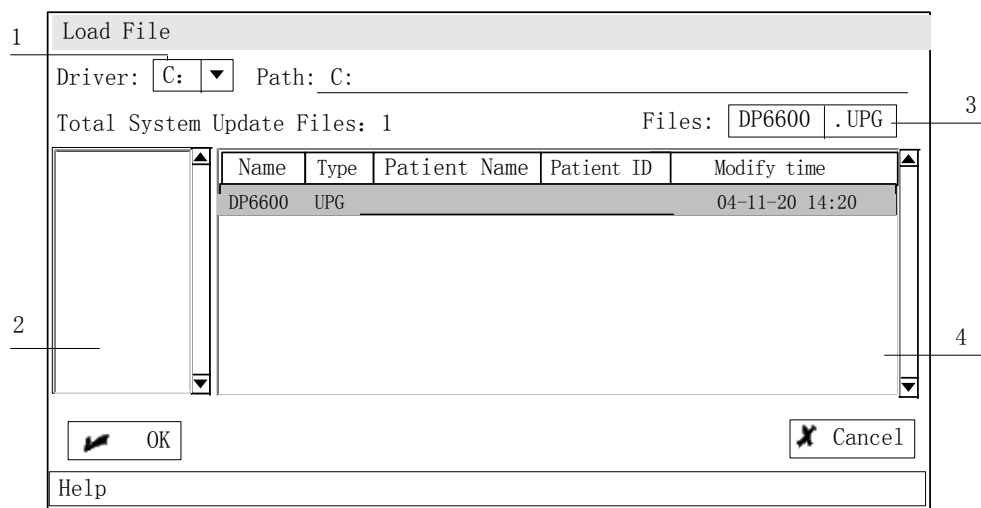 Load File
1
Driver: C: Path: C:
Total System Update Files: 1 Files: DP6600 .UPG
3
Name Type Patient Name Patient ID Modify time
DP6600 UPG 04-11-20 14:20
2
4
OK Cancel
Help